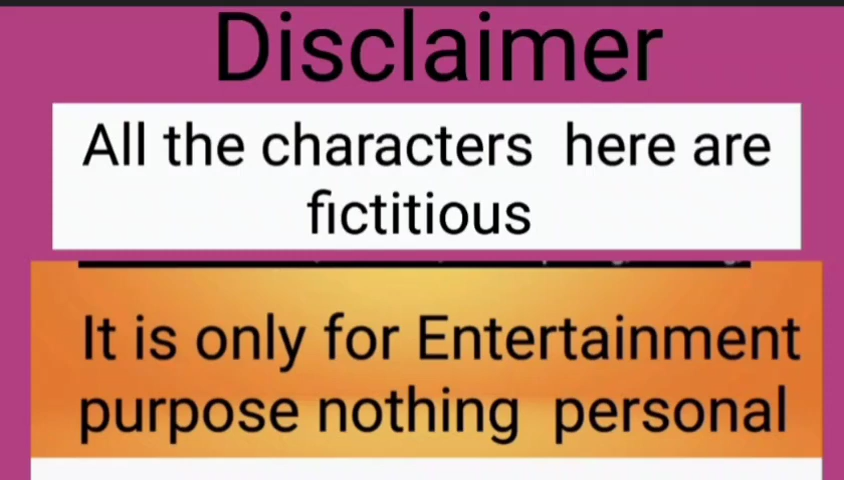 Disclaimer
All the characters here are
fictitious
It is only for Entertainment
purpose nothing personal